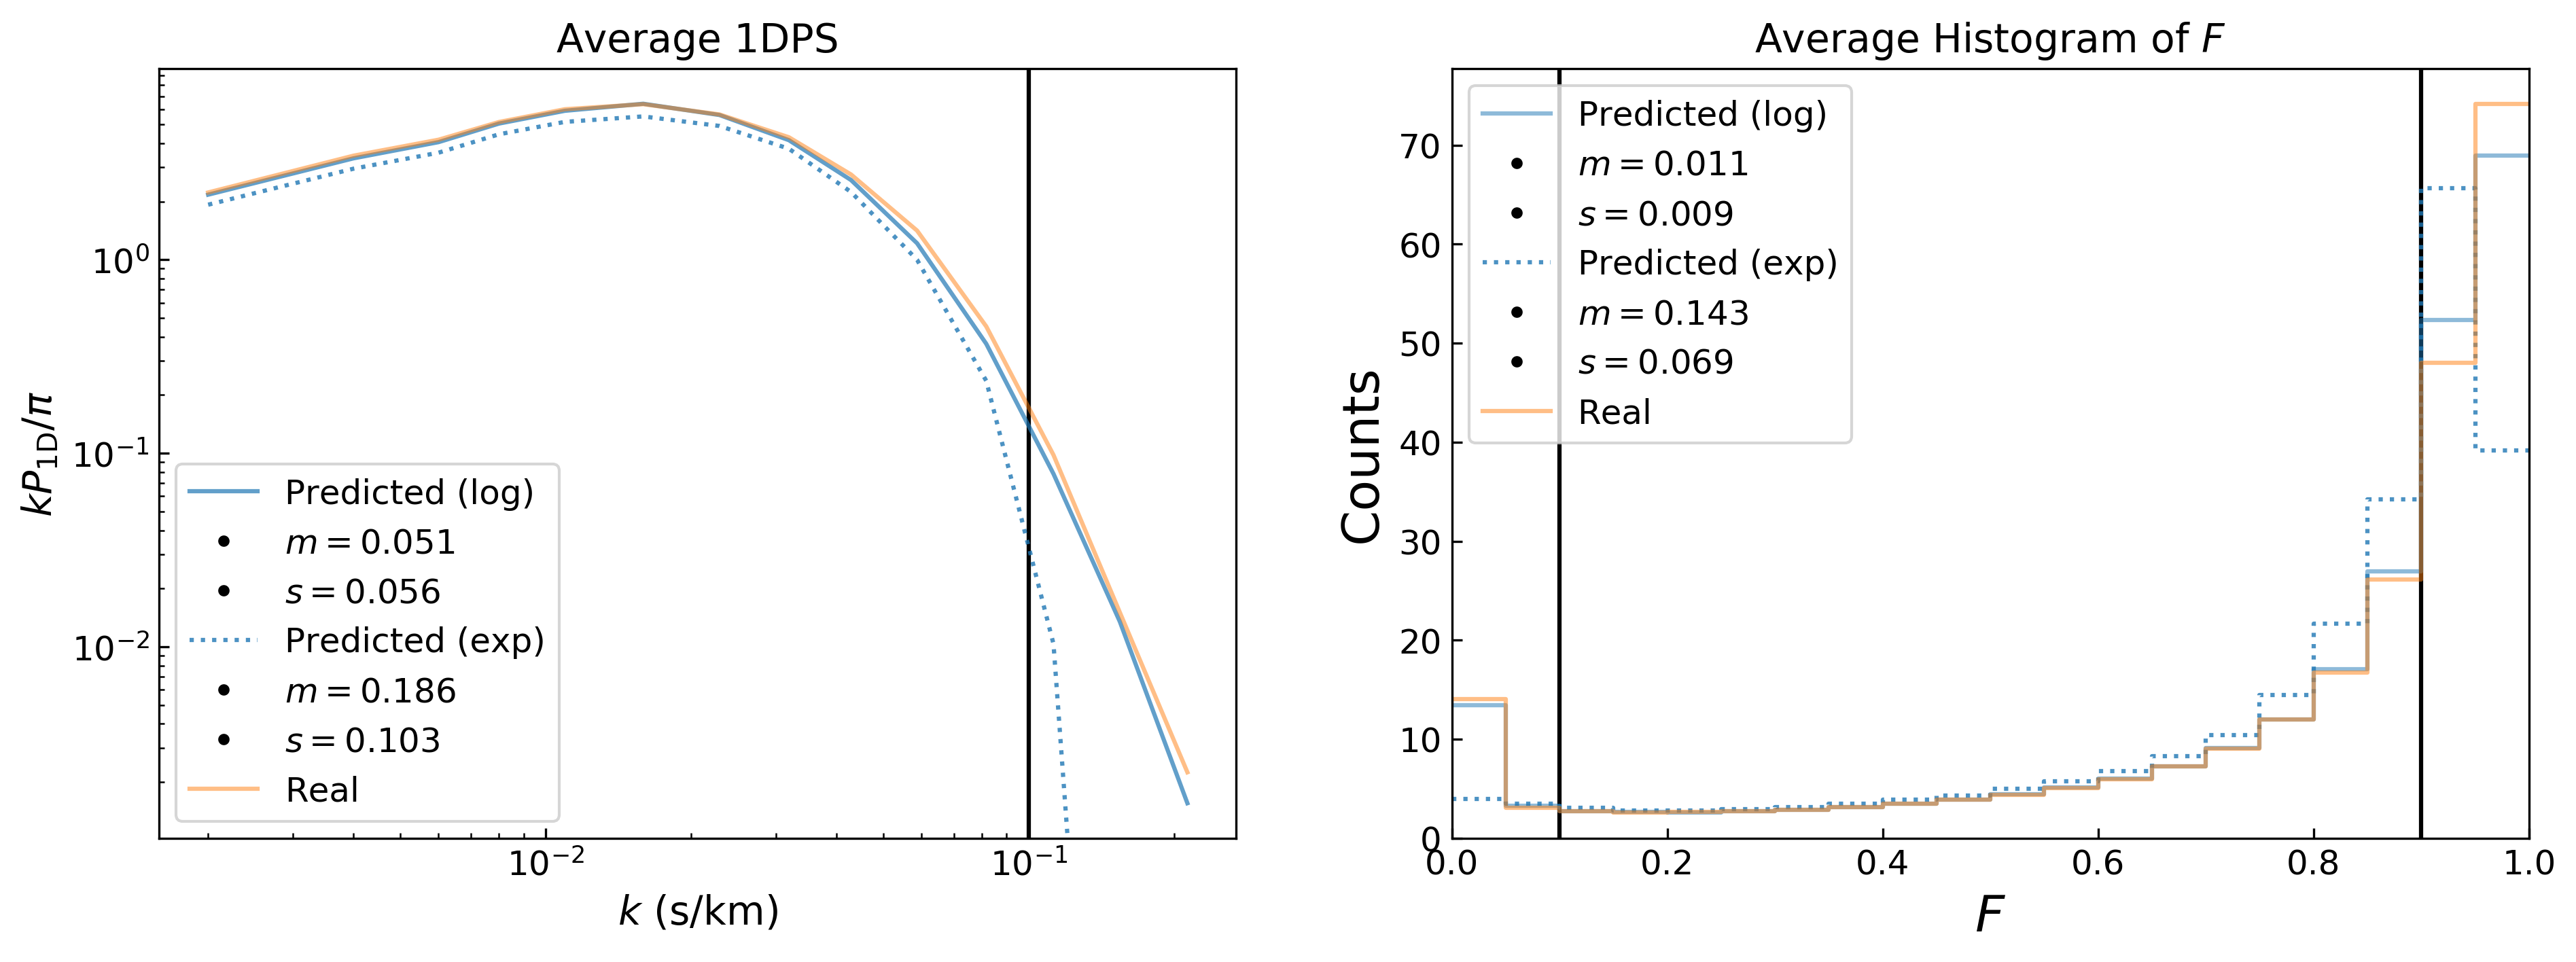 Average 1DPS
kP1D/π
10⁰
10⁻¹
10⁻²
Predicted (log)
m = 0.051
s = 0.056
Predicted (exp)
m = 0.186
s = 0.103
Real
10⁻² 10⁻¹
k (s/km)
Average Histogram of F
Counts
70
60
50
40
30
20
10
0
Predicted (log)
m = 0.011
s = 0.009
Predicted (exp)
m = 0.143
s = 0.069
Real
0.0 0.2 0.4 0.6 0.8 1.0
F